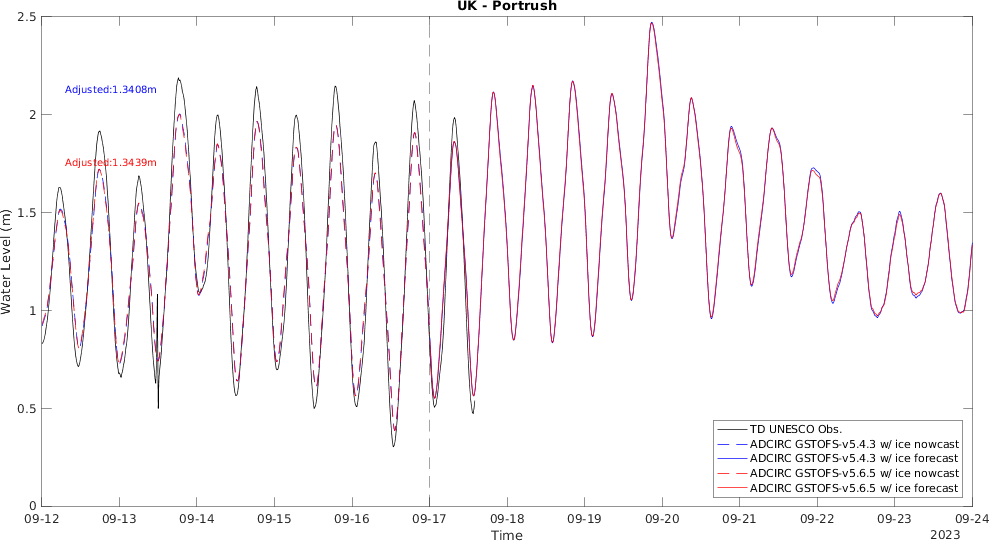 UK - Portrush
2.5
2
1.5
1
0.5
0
Water Level (m)
Adjusted:1.3408m
Adjusted:1.3439m
TD UNESCO Obs.
ADCIRC GSTOFS-v5.4.3 w/ ice nowcast
ADCIRC GSTOFS-v5.4.3 w/ ice forecast
ADCIRC GSTOFS-v5.6.5 w/ ice nowcast
ADCIRC GSTOFS-v5.6.5 w/ ice forecast
09-12 09-13 09-14 09-15 09-16 09-17 09-18 09-19 09-20 09-21 09-22 09-23 09-24
Time
2023